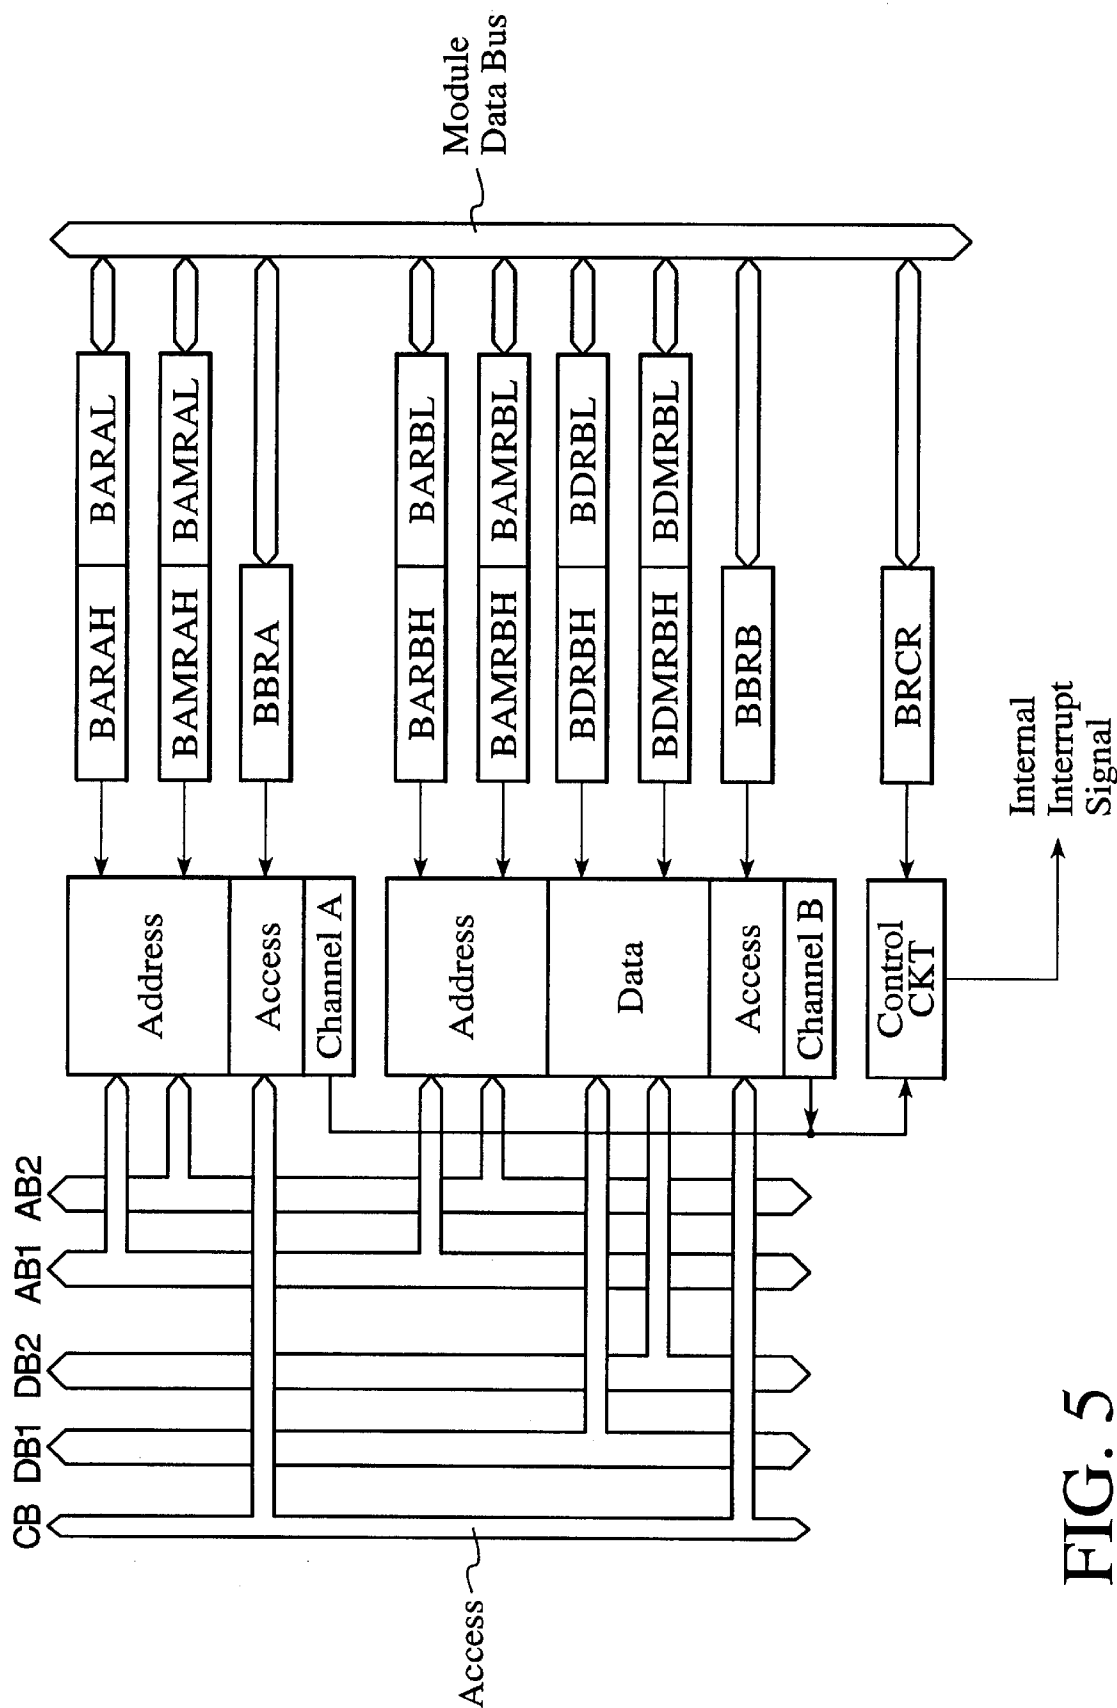 CB
DB1
DB2
AB1
AB2
Access
Address
Access
Channel A
Address
Data
Access
Channel B
Control
CKT
BARAH
BARAL
BAMRAH
BAMRAL
BBRA
BARBH
BARBL
BAMRBH
BAMRBL
BDRBH
BDRBL
BDMRBH
BDMRBL
BBRB
BRCR
Module
Data Bus
Internal
Interrupt
Signal
FIG. 5